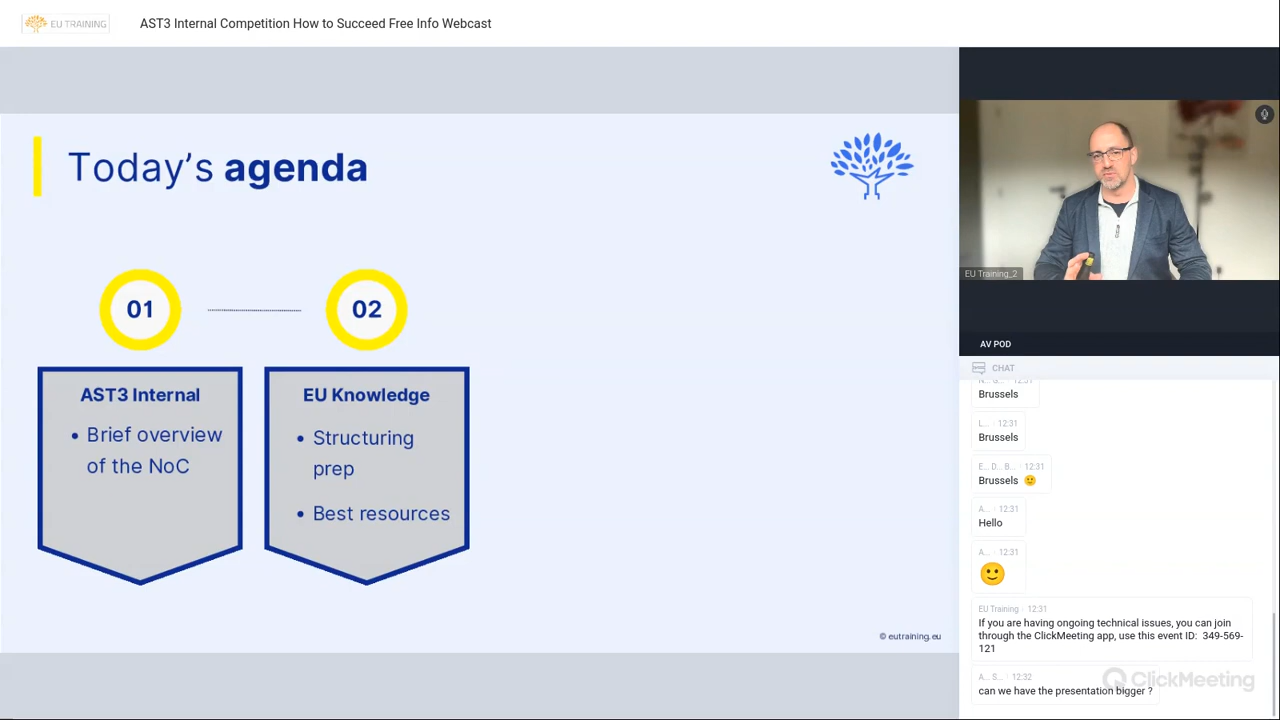 EU TRAINING
AST3 Internal Competition How to Succeed Free Info Webcast
Today's agenda
01
02
AST3 Internal
• Brief overview
of the NoC
EU Knowledge
• Structuring
prep
• Best resources
© eutraining.eu
EU Training_2
AV POD
CHAT
N... G... · 12:31
Brussels
L... · 12:31
Brussels
E... D... B... · 12:31
Brussels 🙂
A... · 12:31
Hello
A... · 12:31
🙂
EU Training · 12:31
If you are having ongoing technical issues, you can join
through the ClickMeeting app, use this event ID: 349-569-
121
A... S... · 12:32
can we have the presentation bigger ?
ClickMeeting